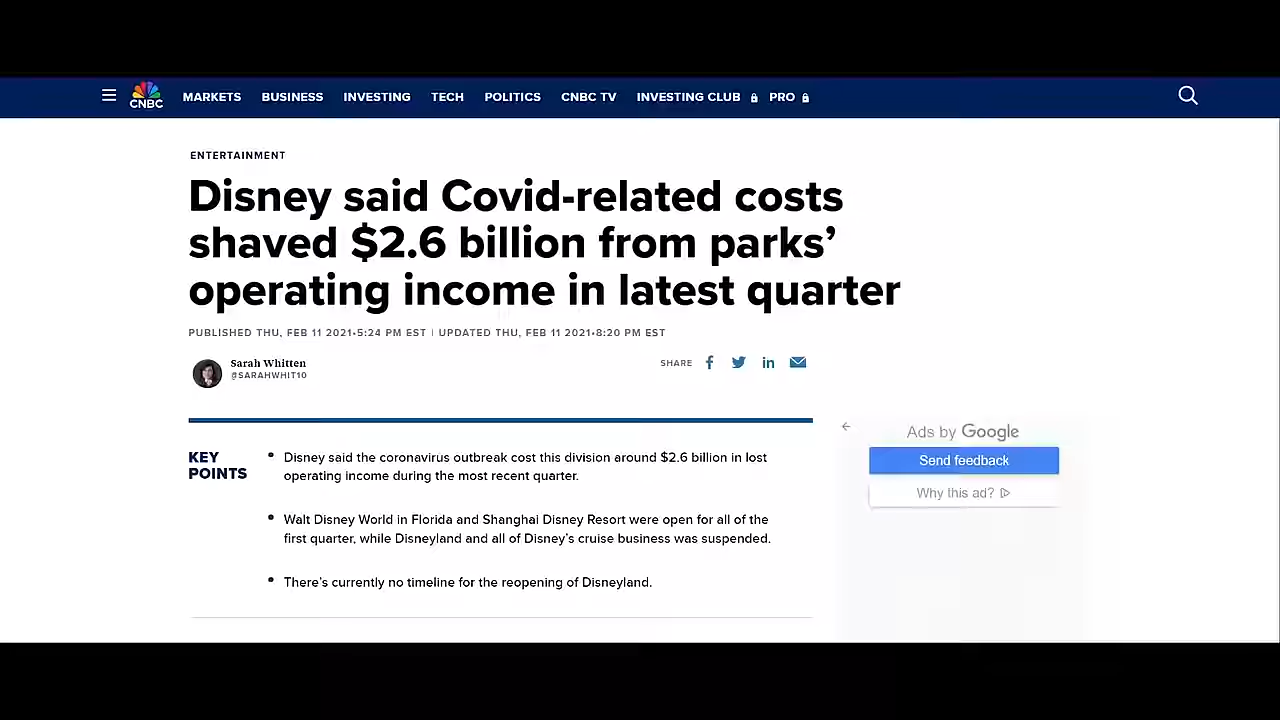 CNBC MARKETS BUSINESS INVESTING TECH POLITICS CNBC TV INVESTING CLUB PRO
ENTERTAINMENT
Disney said Covid-related costs
shaved $2.6 billion from parks’
operating income in latest quarter
PUBLISHED THU, FEB 11 2021•5:24 PM EST | UPDATED THU, FEB 11 2021•8:20 PM EST
Sarah Whitten
@SARAHWHIT10
SHARE
KEY
POINTS
• Disney said the coronavirus outbreak cost this division around $2.6 billion in lost
operating income during the most recent quarter.
• Walt Disney World in Florida and Shanghai Disney Resort were open for all of the
first quarter, while Disneyland and all of Disney’s cruise business was suspended.
• There’s currently no timeline for the reopening of Disneyland.
Ads by Google
Send feedback
Why this ad?